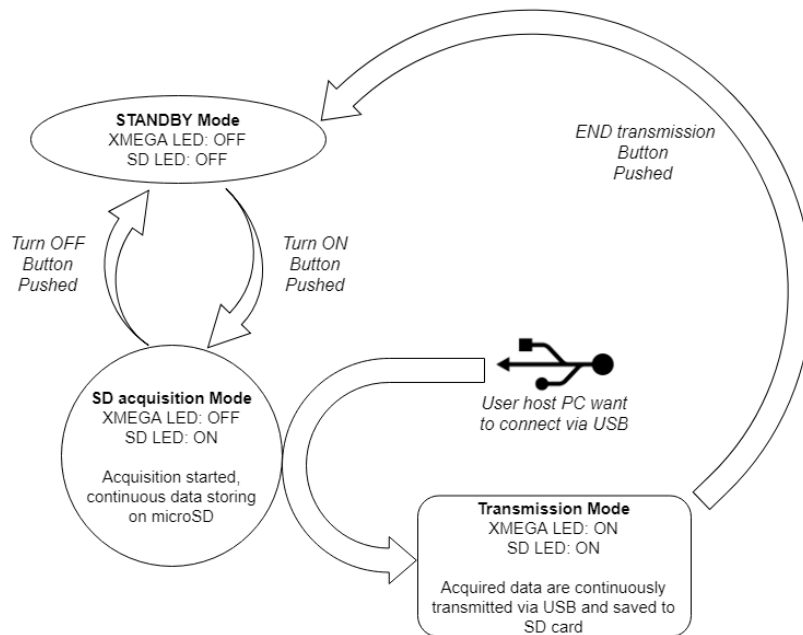 STANDBY Mode
XMEGA LED: OFF
SD LED: OFF
END transmission
Button
Pushed
Turn OFF
Button
Pushed
Turn ON
Button
Pushed
SD acquisition Mode
XMEGA LED: OFF
SD LED: ON
Acquisition started,
continuous data storing
on microSD
User host PC want
to connect via USB
Transmission Mode
XMEGA LED: ON
SD LED: ON
Acquired data are continuously
transmitted via USB and saved to
SD card